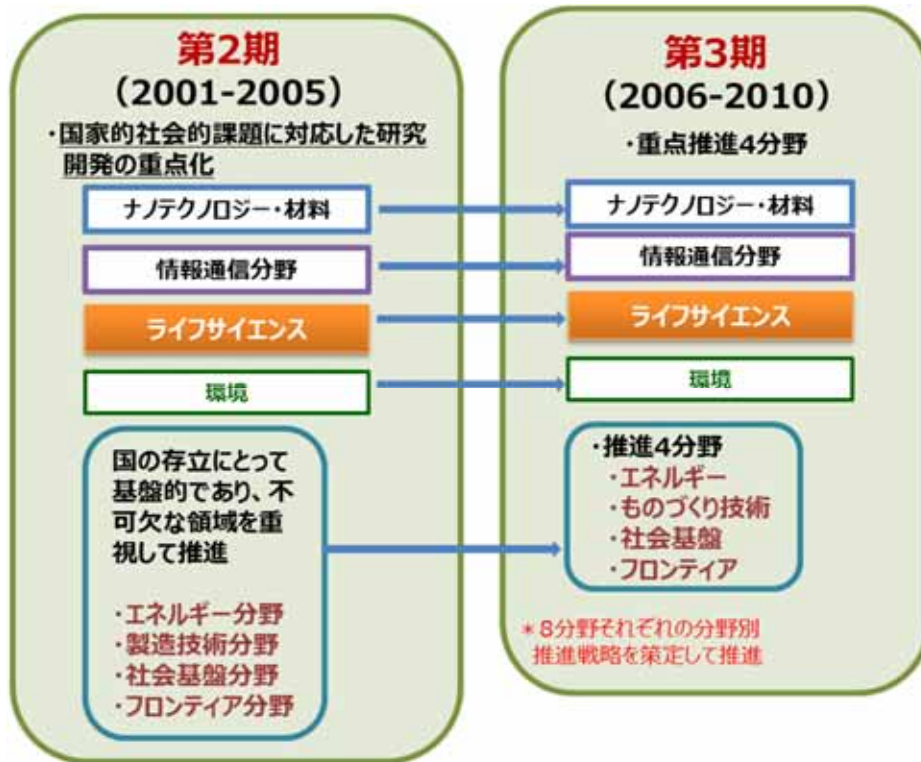 第2期
(2001-2005)
・国家的社会的課題に対応した研究
開発の重点化
ナノテクノロジー・材料
情報通信分野
ライフサイエンス
環境
国の存立にとって
基盤的であり、不
可欠な領域を重
視して推進
・エネルギー分野
・製造技術分野
・社会基盤分野
・フロンティア分野
第3期
(2006-2010)
・重点推進4分野
ナノテクノロジー・材料
情報通信分野
ライフサイエンス
環境
・推進4分野
・エネルギー
・ものづくり技術
・社会基盤
・フロンティア
*8分野それぞれの分野別
推進戦略を策定して推進